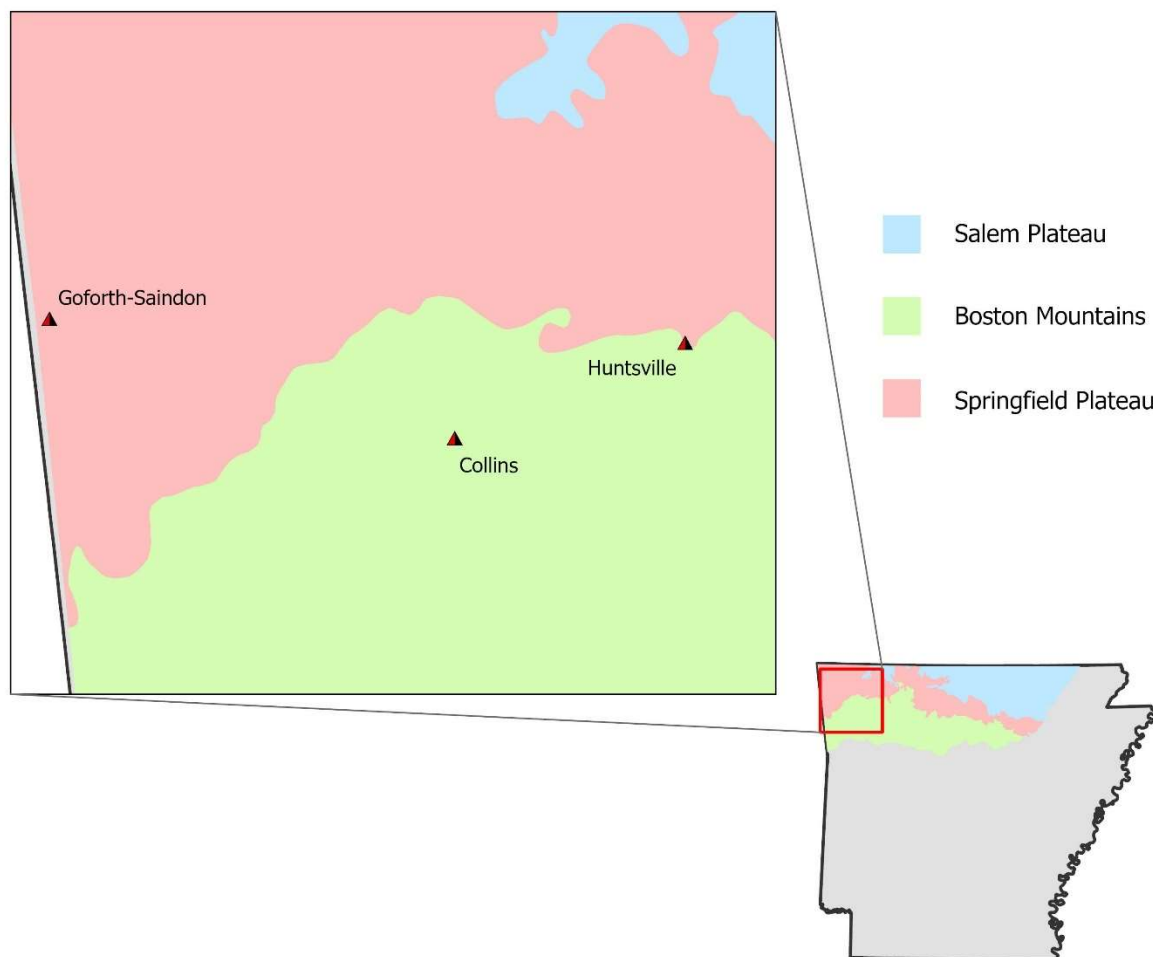 Goforth-Saindon
Huntsville
Collins
Salem Plateau
Boston Mountains
Springfield Plateau